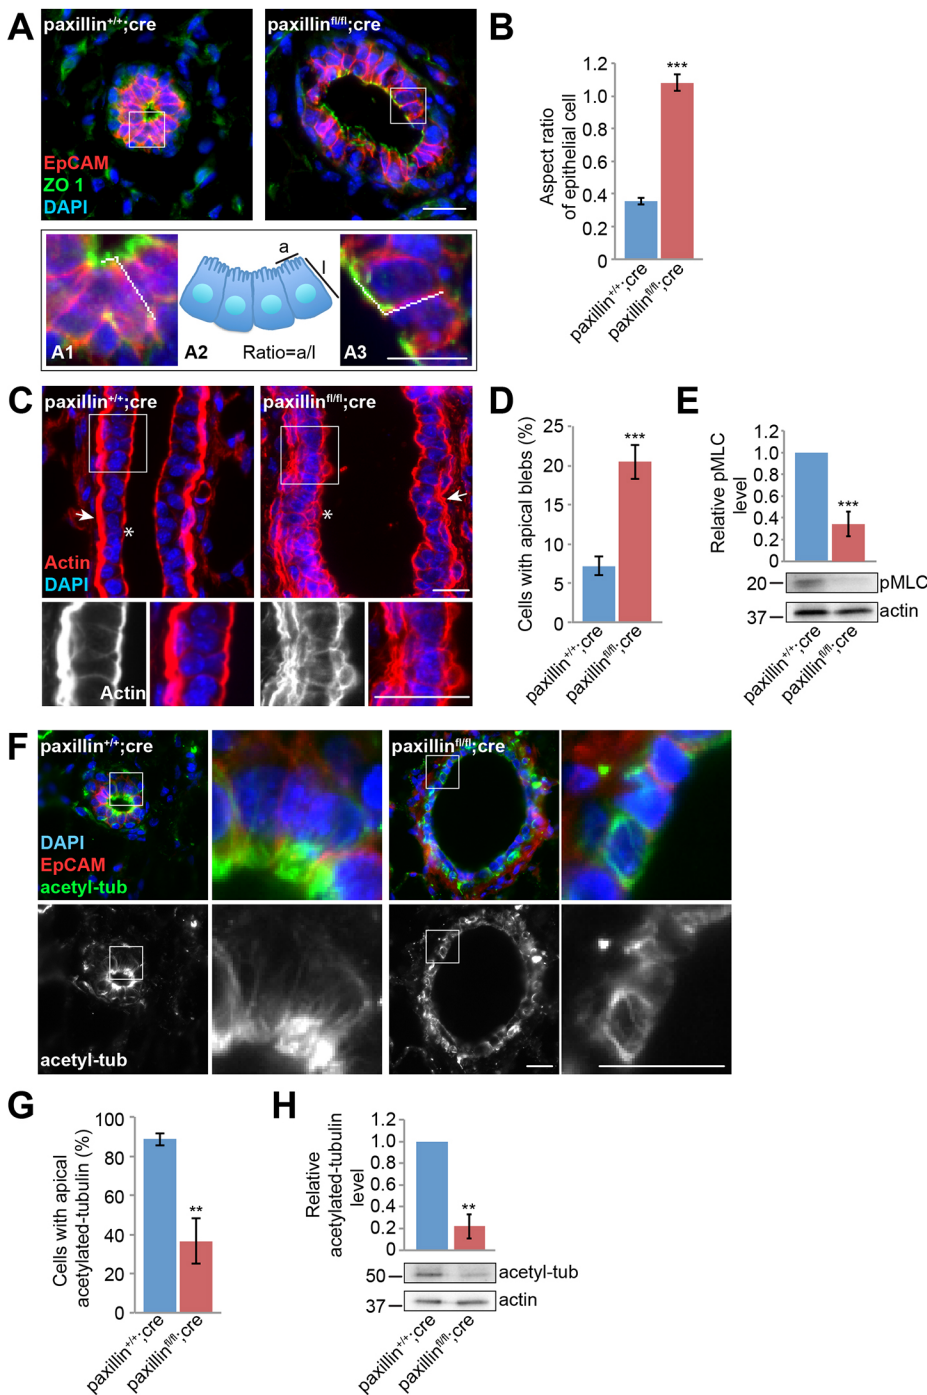 A
paxillin+/+;cre
paxillinfl/fl;cre
EpCAM
ZO 1
DAPI
A1
a
l
A2
Ratio=a/l
A3
B
Aspect ratio
of epithelial cell
1.2
1.0
0.8
0.6
0.4
0.2
0
***
paxillin+/+;cre
paxillinfl/fl;cre
C
paxillin+/+;cre
paxillinfl/fl;cre
*
*
Actin
DAPI
Actin
D
Cells with apical blebs (%)
25
20
15
10
5
0
***
paxillin+/+;cre
paxillinfl/fl;cre
E
Relative pMLC
level
1.2
1.0
0.8
0.6
0.4
0.2
0
***
20
pMLC
37
actin
paxillin+/+;cre
paxillinfl/fl;cre
F
paxillin+/+;cre
paxillinfl/fl;cre
DAPI
EpCAM
acetyl-tub
acetyl-tub
G
Cells with apical
acetylated-tubulin (%)
100
80
60
40
20
0
**
paxillin+/+;cre
paxillinfl/fl;cre
H
Relative
acetylated-tubulin
level
1.2
1.0
0.8
0.6
0.4
0.2
0
**
50
acetyl-tub
37
actin
paxillin+/+;cre
paxillinfl/fl;cre